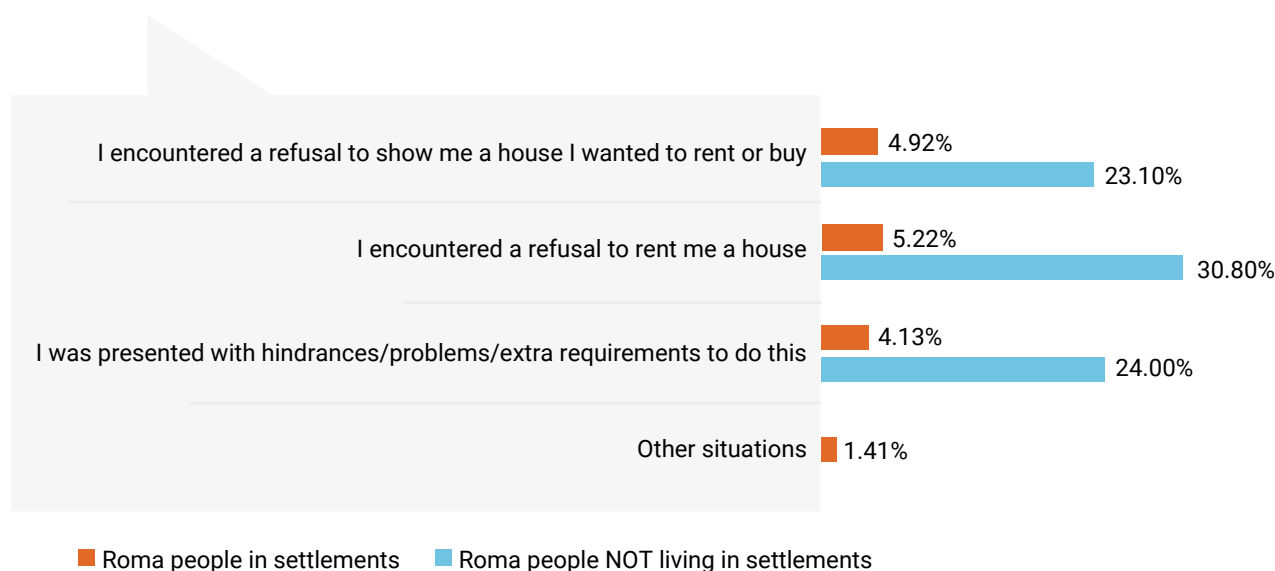 I encountered a refusal to show me a house I wanted to rent or buy
4.92%
23.10%
I encountered a refusal to rent me a house
5.22%
30.80%
I was presented with hindrances/problems/extra requirements to do this
4.13%
24.00%
Other situations
1.41%
Roma people in settlements
Roma people NOT living in settlements